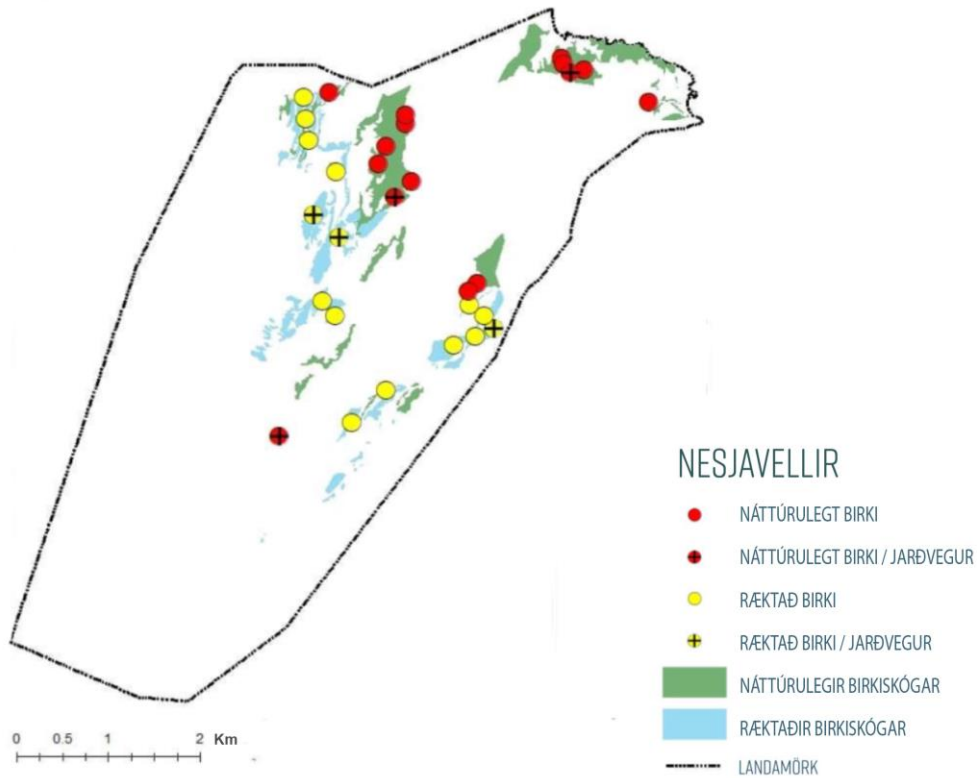 NESJAVELLIR
NÁTTÚRULEGT BIRKI
NÁTTÚRULEGT BIRKI / JARÐVEGUR
RÆKTAÐ BIRKI
RÆKTAÐ BIRKI / JARÐVEGUR
NÁTTÚRULEGIR BIRKISKÓGAR
RÆKTAÐIR BIRKISKÓGAR
LANDAMÖRK
0 0.5 1 2 Km